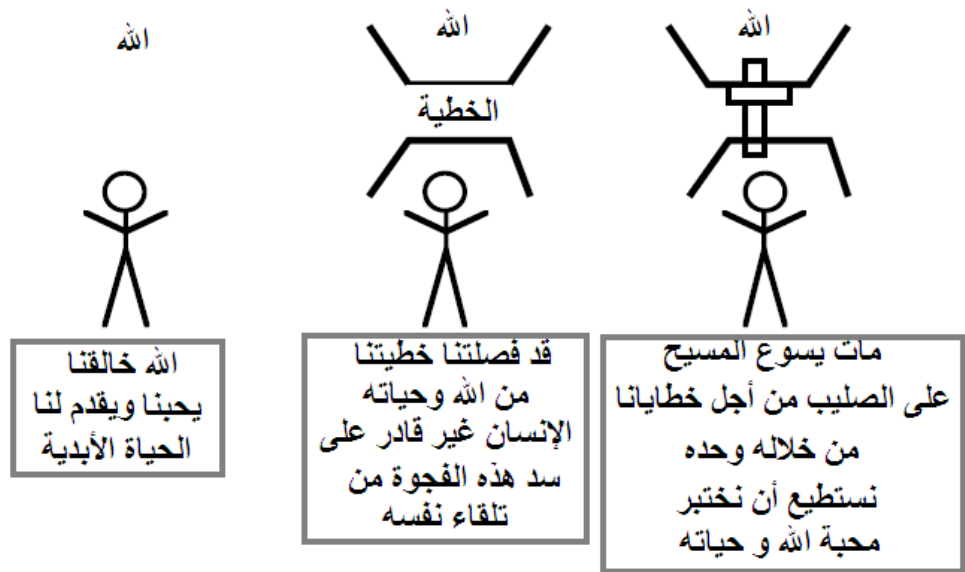 الله
الله خالقنا
يحبنا ويقدم لنا
الحياة الأبدية
الله
الخطية
قد فصلتنا خطيتنا
من الله وحياته
الإنسان غير قادر على
سد هذه الفجوة من
تلقاء نفسه
الله
مات يسوع المسيح
على الصليب من أجل خطايانا
من خلاله وحده
نستطيع أن نختبر
محبة الله و حياته